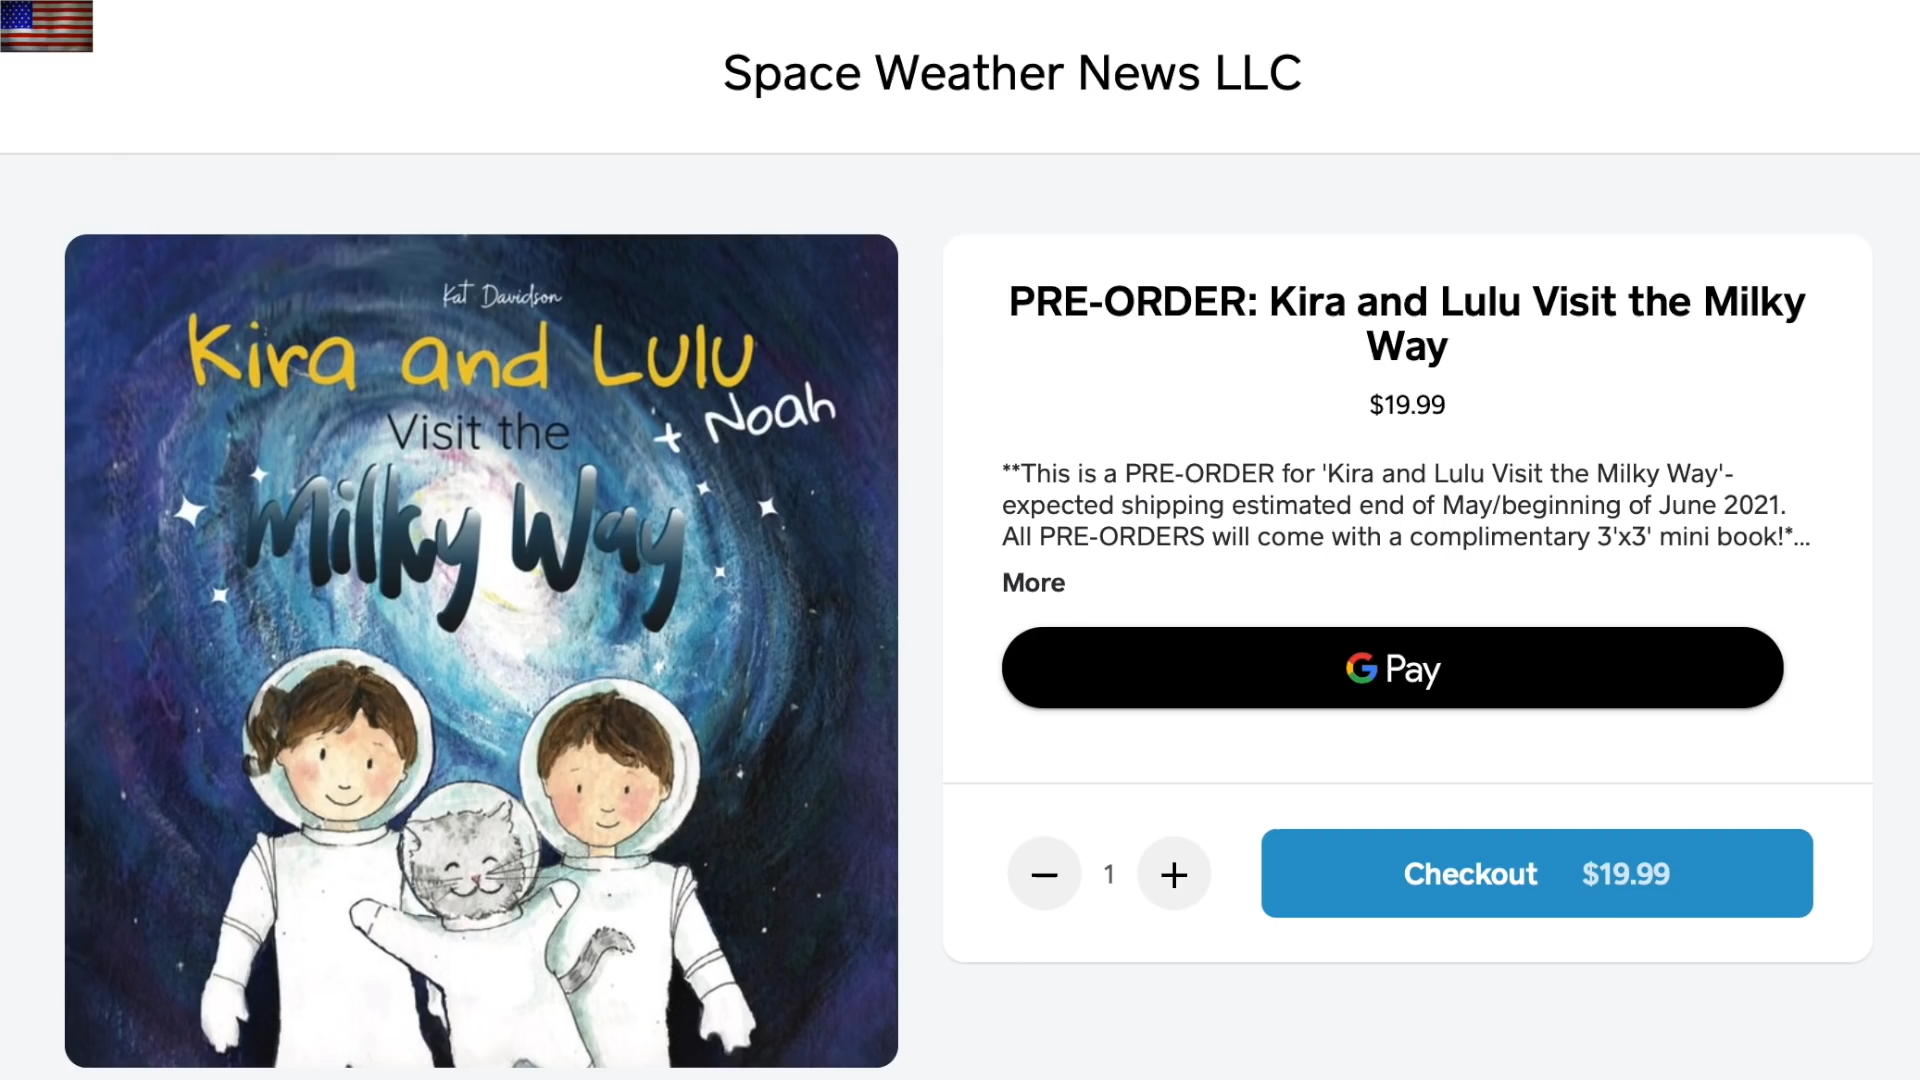 Space Weather News LLC
Kat Davidson
Kira and Lulu
+ Noah
Visit the
Milky Way
PRE-ORDER: Kira and Lulu Visit the Milky
Way
$19.99
**This is a PRE-ORDER for 'Kira and Lulu Visit the Milky Way'-
expected shipping estimated end of May/beginning of June 2021.
All PRE-ORDERS will come with a complimentary 3'x3' mini book!*...
More
G Pay
1
Checkout $19.99